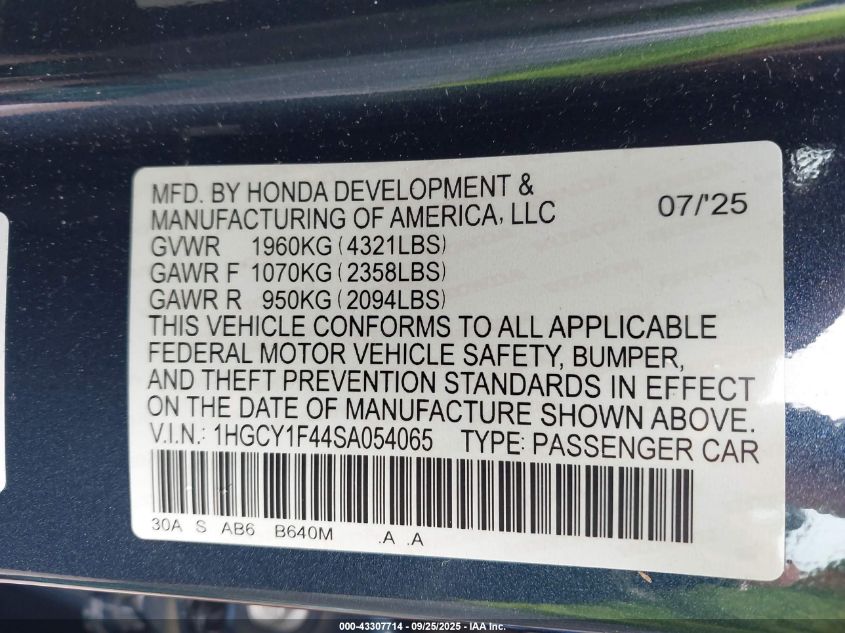 MFD. BY HONDA DEVELOPMENT &
MANUFACTURING OF AMERICA, LLC 07/'25
GVWR 1960KG (4321LBS)
GAWR F 1070KG (2358LBS)
GAWR R 950KG (2094LBS)
THIS VEHICLE CONFORMS TO ALL APPLICABLE
FEDERAL MOTOR VEHICLE SAFETY, BUMPER,
AND THEFT PREVENTION STANDARDS IN EFFECT
ON THE DATE OF MANUFACTURE SHOWN ABOVE.
V.I.N.: 1HGCY1F44SA054065 TYPE: PASSENGER CAR
30A S AB6 B640M .A .A
000-43307714 - 09/25/2025 - IAA Inc.